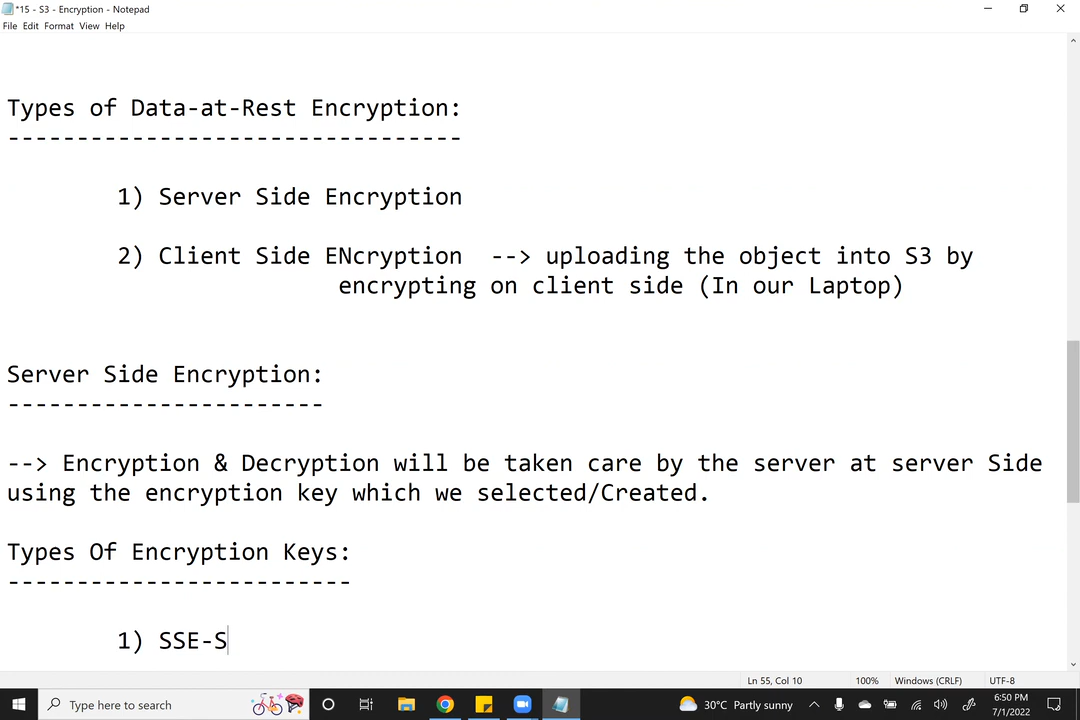 *15 - S3 - Encryption - Notepad
File Edit Format View Help
Types of Data-at-Rest Encryption:
---------------------------------
1) Server Side Encryption
2) Client Side ENcryption --> uploading the object into S3 by
encrypting on client side (In our Laptop)
Server Side Encryption:
-----------------------
--> Encryption & Decryption will be taken care by the server at server Side
using the encryption key which we selected/Created.
Types Of Encryption Keys:
-------------------------
1) SSE-S
Ln 55, Col 10 100% Windows (CRLF) UTF-8
Type here to search
30°C Partly sunny
6:50 PM
7/1/2022